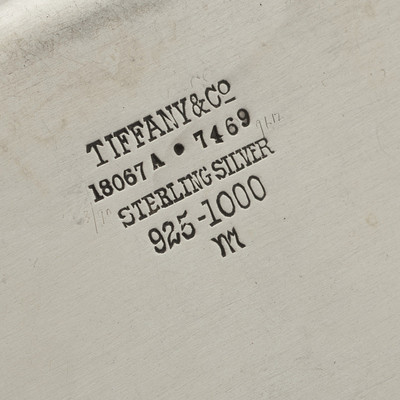 TIFFANY & Co
18067A • 7469
STERLING SILVER
925-1000
M